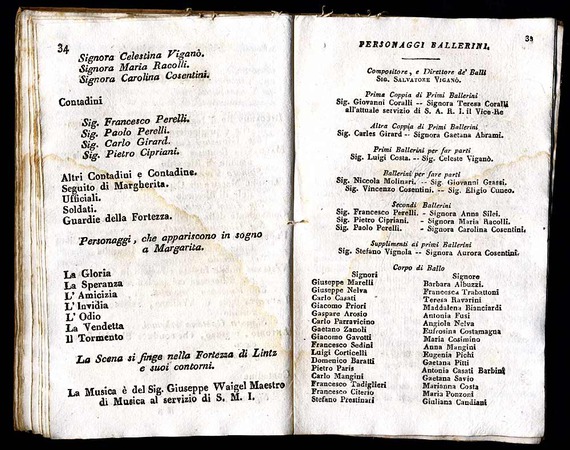 34
Signora Celestina Viganò.
Signora Maria Racolli.
Signora Carolina Cosentini.
Contadini
Sig. Francesco Perelli.
Sig. Paolo Perelli.
Sig. Carlo Girard.
Sig. Pietro Cipriani.
Altri Contadini e Contadine.
Seguito di Margherita.
Ufficiali.
Soldati.
Guardie della Fortezza.
Personaggi, che appariscono in sogno
a Margarita.
La Gloria
La Speranza
L' Amicizia
L' Invidia
L' Odio
La Vendetta
Il Tormento
La Scena si finge nella Fortezza di Lintz
e suoi contorni.
La Musica è del Sig. Giuseppe Waigel Maestro
di Musica al servizio di S. M. I.
PERSONAGGI BALLERINI.
Compositore, e Direttore de' Balli
SIG. SALVATORE VIGANÒ.
Prima Coppia di Primi Ballerini
Sig. Giovanni Coralli -- Signora Teresa Coralli
all'attuale servizio di S. A. R. I. il Vice-Re
Altra Coppia di Primi Ballerini
Sig. Carles Girard -- Signora Gaetana Abrami.
Primi Ballerini per far parti
Sig. Luigi Costa. -- Sig. Celeste Viganò.
Ballerini per far parti
Sig. Niccola Molinari. -- Sig. Giovanni Grassi.
Sig. Vincenzo Cosentini. -- Sig. Eligio Cuneo.
Secondi Ballerini
Sig. Francesco Perelli. - Signora Anna Silei.
Sig. Pietro Cipriani. - Signora Maria Racolli.
Sig. Paolo Perelli. - Signora Carolina Cosentini.
Supplimenti ai primi Ballerini
Sig. Stefano Vignola -- Signora Aurora Cosentini.
Corpo di Ballo
Signori Signore
Giuseppe Marelli Barbara Albuzzi.
Giuseppe Nelva Francesca Trabattoni
Carlo Casati Teresa Ravarini
Giacomo Priori Maddalena Bianciardi
Gaspare Arosio Antonia Fusi
Carlo Parravicino Angiola Nelva
Gaetano Zanoli Eufrosina Costamagna
Giacomo Gavotti Maria Cosimino
Francesco Sedini Anna Mangini
Luigi Corticelli Eugenia Pichi
Domenico Baratti Gaetana Pitti
Pietro Paris Antonia Casati Barbini
Carlo Mangini Gaetana Savio
Francesco Tadiglieri Marianna Costa
Francesco Citerio Maria Ponzoni
Stefano Prestinari Giuliana Candiani